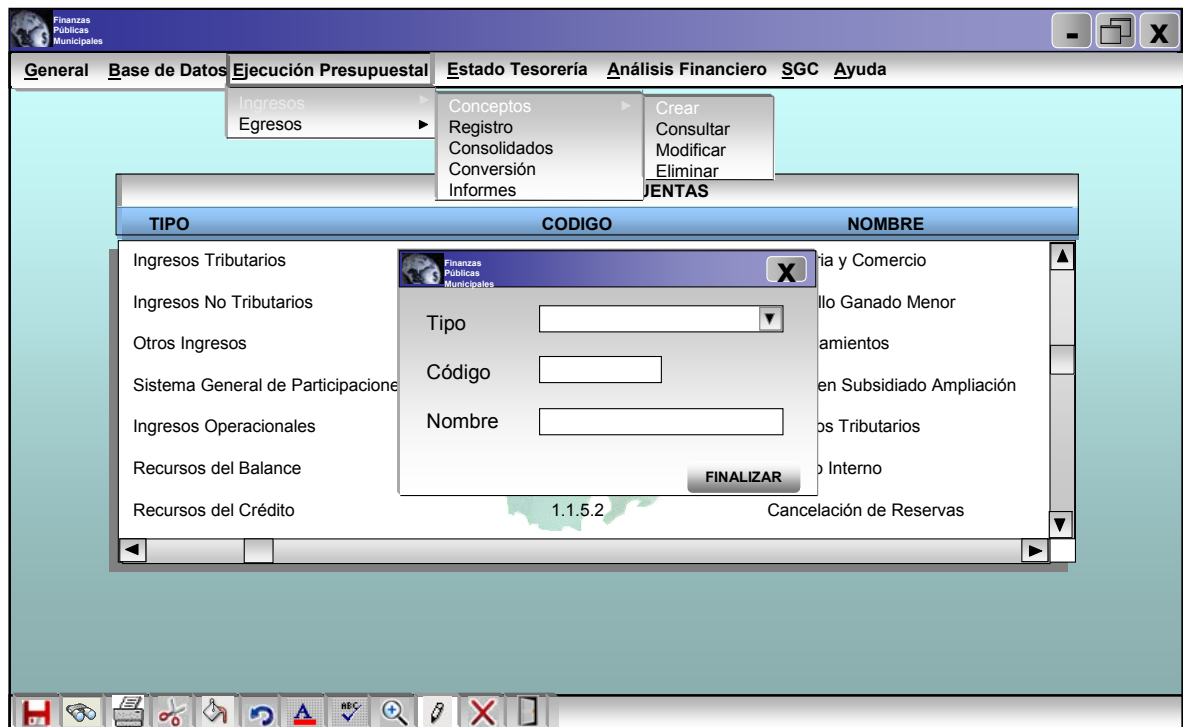 Finanzas
Públicas
Municipales
- X
General Base de Datos Ejecución Presupuestal Estado Tesorería Análisis Financiero SGC Ayuda
Ingresos
Egresos
Conceptos
Registro
Consolidados
Conversión
Informes
Crear
Consultar
Modificar
Eliminar
TIPO CODIGO NOMBRE
Ingresos Tributarios
Ingresos No Tributarios
Otros Ingresos
Sistema General de Participacione
Ingresos Operacionales
Recursos del Balance
Recursos del Crédito 1.1.5.2 Cancelación de Reservas
ria y Comercio
llo Ganado Menor
amientos
en Subsidiado Ampliación
os Tributarios
o Interno
Finanzas
Públicas
Municipales
X
Tipo
Código
Nombre
FINALIZAR
A ABC